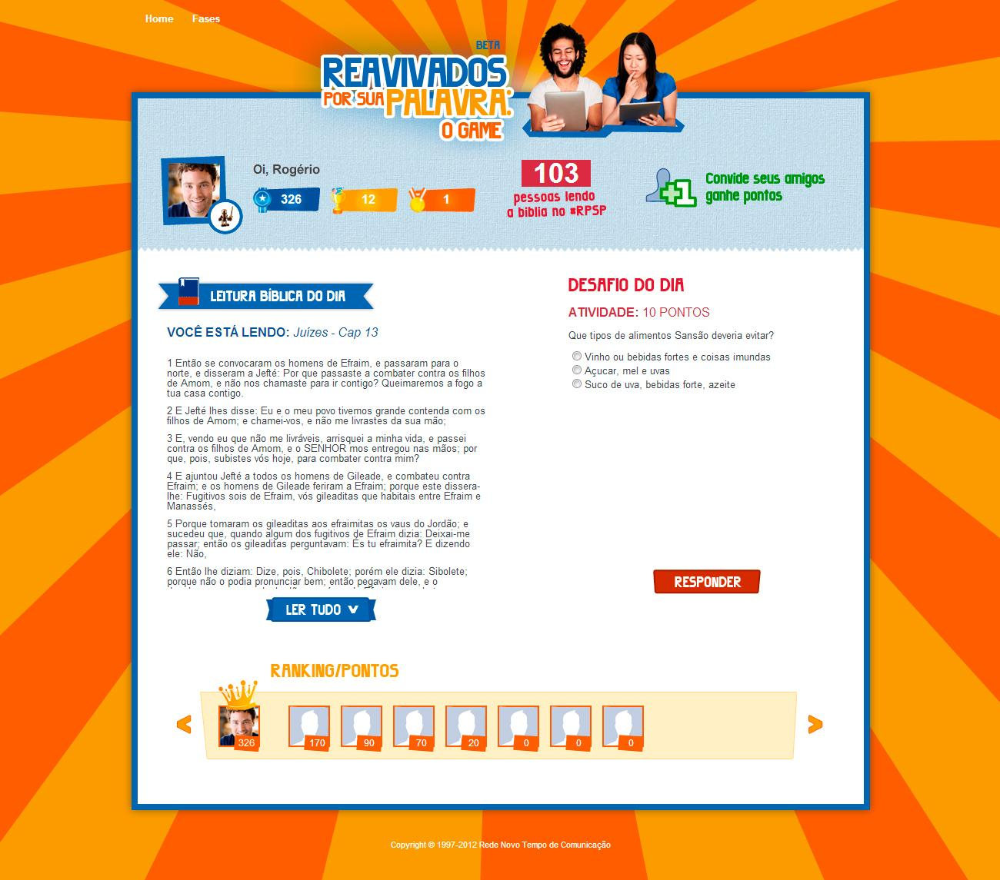 Home Fases
BETA
REAVIVADOS
POR SUA PALAVRA:
O GAME
Oi, Rogério
326 12 1
103
pessoas lendo
a bíblia no #RPSP
+1
Convide seus amigos
ganhe pontos
LEITURA BÍBLICA DO DIA
VOCÊ ESTÁ LENDO: Juízes - Cap 13
1 Então se convocaram os homens de Efraim, e passaram para o
norte, e disseram a Jefté: Por que passaste a combater contra os filhos
de Amom, e não nos chamaste para ir contigo? Queimaremos a fogo a
tua casa contigo.
2 E Jefté lhes disse: Eu e o meu povo tivemos grande contenda com os
filhos de Amom; e chamei-vos, e não me livrastes da sua mão;
3 E, vendo eu que não me livráveis, arrisquei a minha vida, e passei
contra os filhos de Amom, e o SENHOR mos entregou nas mãos; por
que, pois, subistes vós hoje, para combater contra mim?
4 E ajuntou Jefté a todos os homens de Gileade, e combateu contra
Efraim; e os homens de Gileade feriram a Efraim; porque este dissera-
lhe: Fugitivos sois de Efraim, vós gileaditas que habitais entre Efraim e
Manassés,
5 Porque tomaram os gileaditas aos efraimitas os vaus do Jordão; e
sucedeu que, quando algum dos fugitivos de Efraim dizia: Deixai-me
passar; então os gileaditas perguntavam: És tu efraimita? E dizendo
ele: Não,
6 Então lhe diziam: Dize, pois, Chibolete; porém ele dizia: Sibolete;
porque não o podia pronunciar bem; então pegavam dele, e o
LER TUDO
DESAFIO DO DIA
ATIVIDADE: 10 PONTOS
Que tipos de alimentos Sansão deveria evitar?
Vinho ou bebidas fortes e coisas imundas
Açucar, mel e uvas
Suco de uva, bebidas forte, azeite
RESPONDER
RANKING/PONTOS
326 170 90 70 20 0 0 0
Copyright © 1997-2012 Rede Novo Tempo de Comunicação